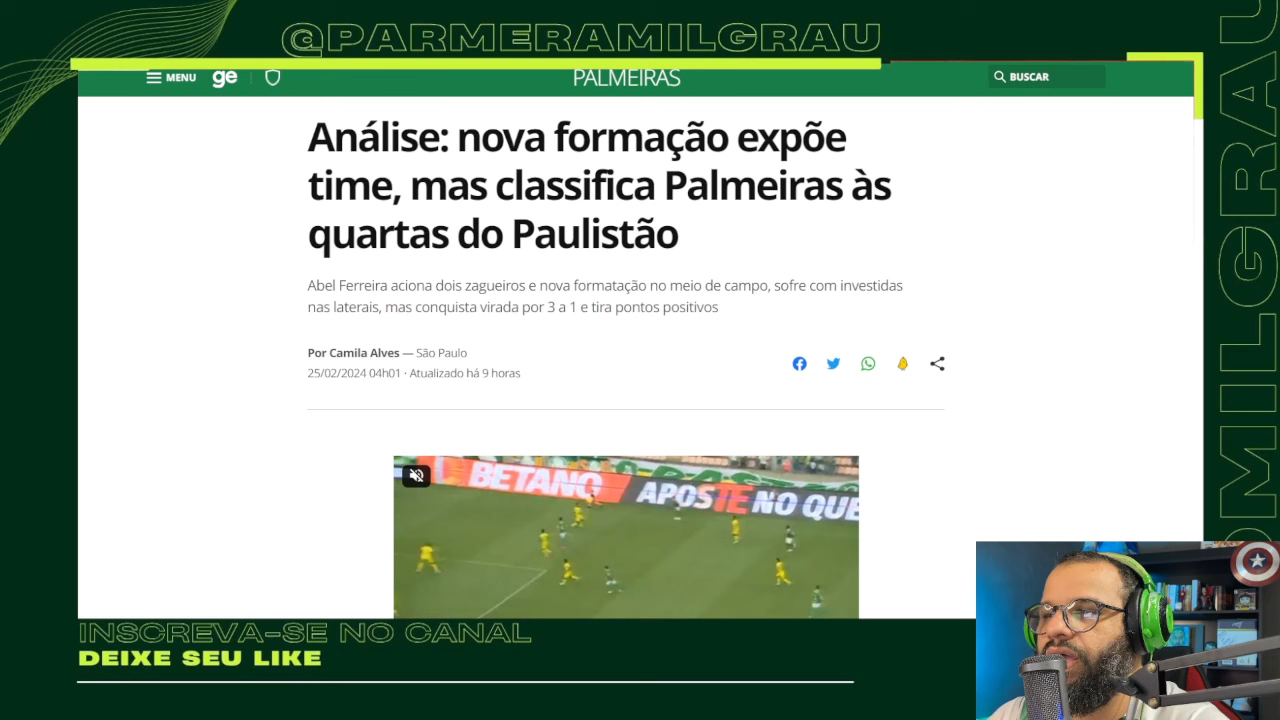 @PARMERAMILGRAU
MENU ge PALMEIRAS BUSCAR
Análise: nova formação expõe
time, mas classifica Palmeiras às
quartas do Paulistão
Abel Ferreira aciona dois zagueiros e nova formatação no meio de campo, sofre com investidas
nas laterais, mas conquista virada por 3 a 1 e tira pontos positivos
Por Camila Alves — São Paulo
25/02/2024 04h01 · Atualizado há 9 horas
BETANO APOSTE NO QUE
INSCREVA-SE NO CANAL
DEIXE SEU LIKE
OMILGRAU